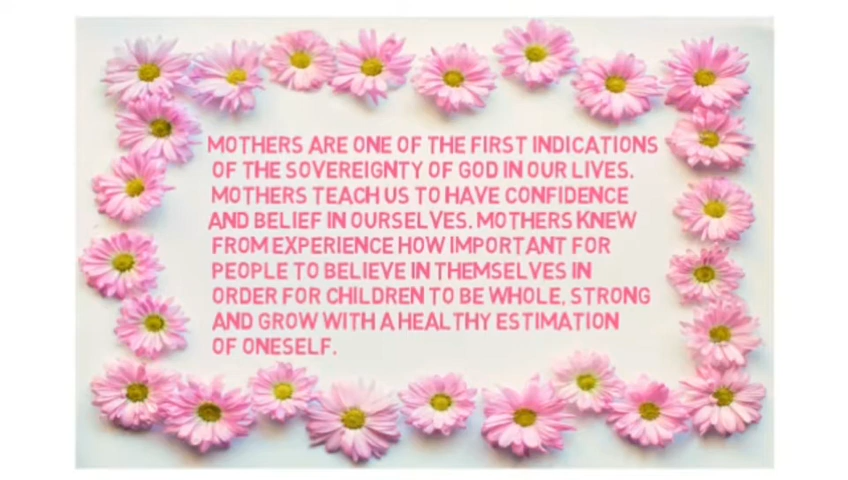 MOTHERS ARE ONE OF THE FIRST INDICATIONS
OF THE SOVEREIGNTY OF GOD IN OUR LIVES.
MOTHERS TEACH US TO HAVE CONFIDENCE
AND BELIEF IN OURSELVES. MOTHERS KNEW
FROM EXPERIENCE HOW IMPORTANT FOR
PEOPLE TO BELIEVE IN THEMSELVES IN
ORDER FOR CHILDREN TO BE WHOLE, STRONG
AND GROW WITH A HEALTHY ESTIMATION
OF ONESELF.